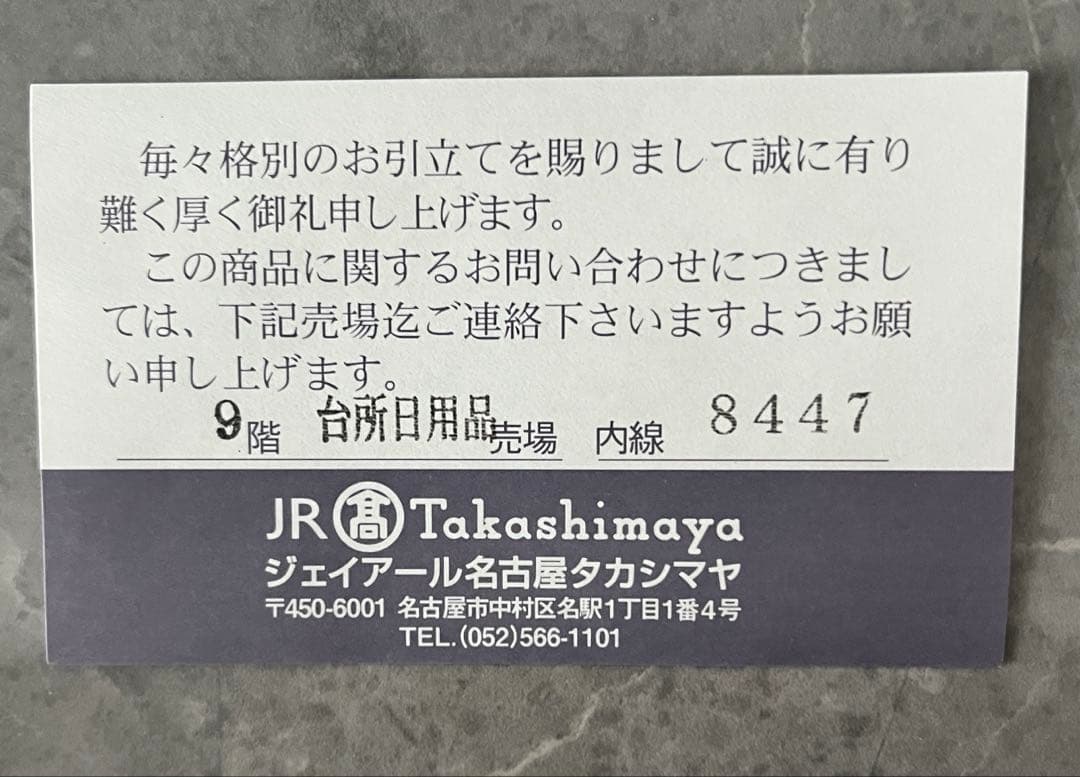 毎々格別のお引立てを賜りまして誠に有り
難く厚く御礼申し上げます。
この商品に関するお問い合わせにつきまし
ては、下記売場迄ご連絡下さいますようお願
い申し上げます。
9階 台所日用品売場 内線 8447
JR 髙 Takashimaya
ジェイアール名古屋タカシマヤ
〒450-6001 名古屋市中村区名駅1丁目1番4号
TEL.(052)566-1101